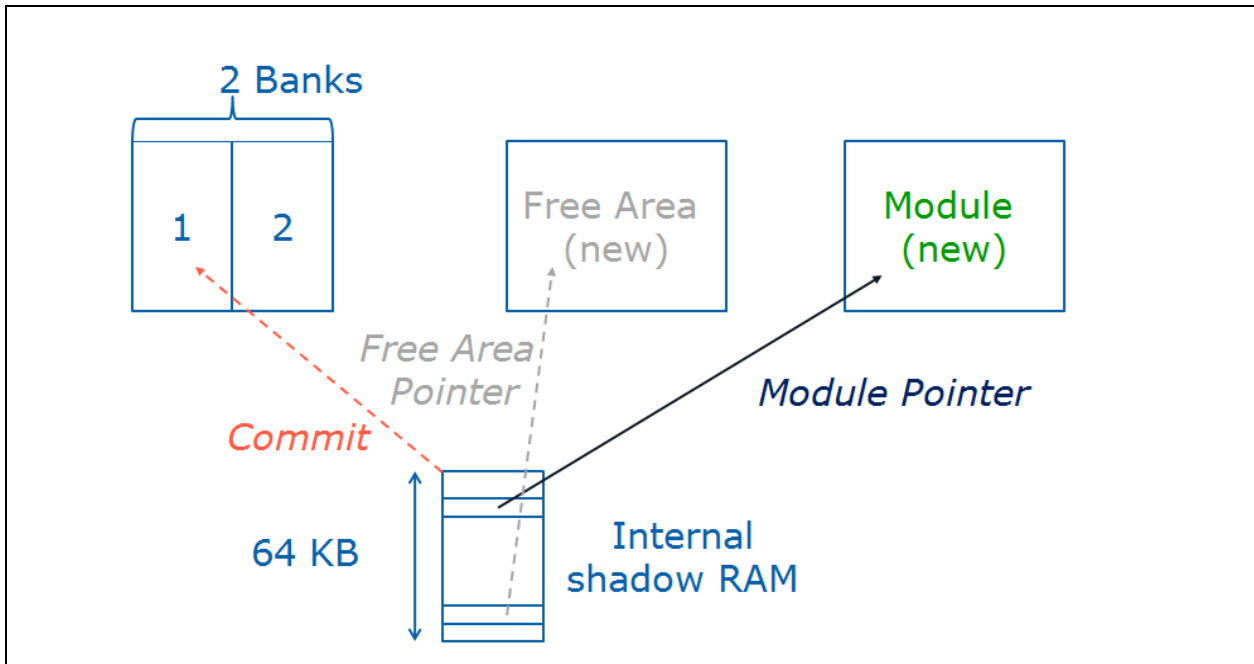 2 Banks
1
2
Free Area
(new)
Module
(new)
Free Area
Pointer
Module Pointer
Commit
64 KB
Internal
shadow RAM